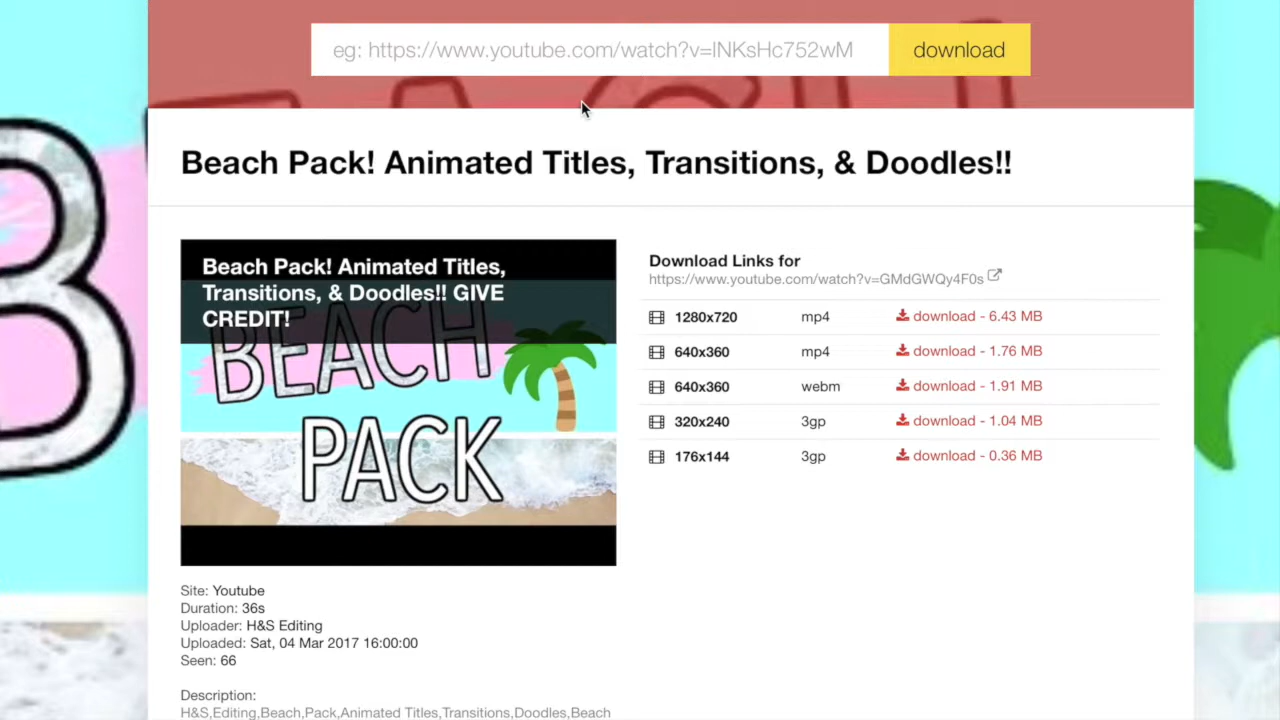 eg: https://www.youtube.com/watch?v=lNKsHc752wM
download
Beach Pack! Animated Titles, Transitions, & Doodles!!
Beach Pack! Animated Titles,
Transitions, & Doodles!! GIVE
CREDIT!
BEACH
PACK
Download Links for
https://www.youtube.com/watch?v=GMdGWQy4F0s
1280x720 mp4 download - 6.43 MB
640x360 mp4 download - 1.76 MB
640x360 webm download - 1.91 MB
320x240 3gp download - 1.04 MB
176x144 3gp download - 0.36 MB
Site: Youtube
Duration: 36s
Uploader: H&S Editing
Uploaded: Sat, 04 Mar 2017 16:00:00
Seen: 66
Description:
H&S,Editing,Beach,Pack,Animated Titles,Transitions,Doodles,Beach